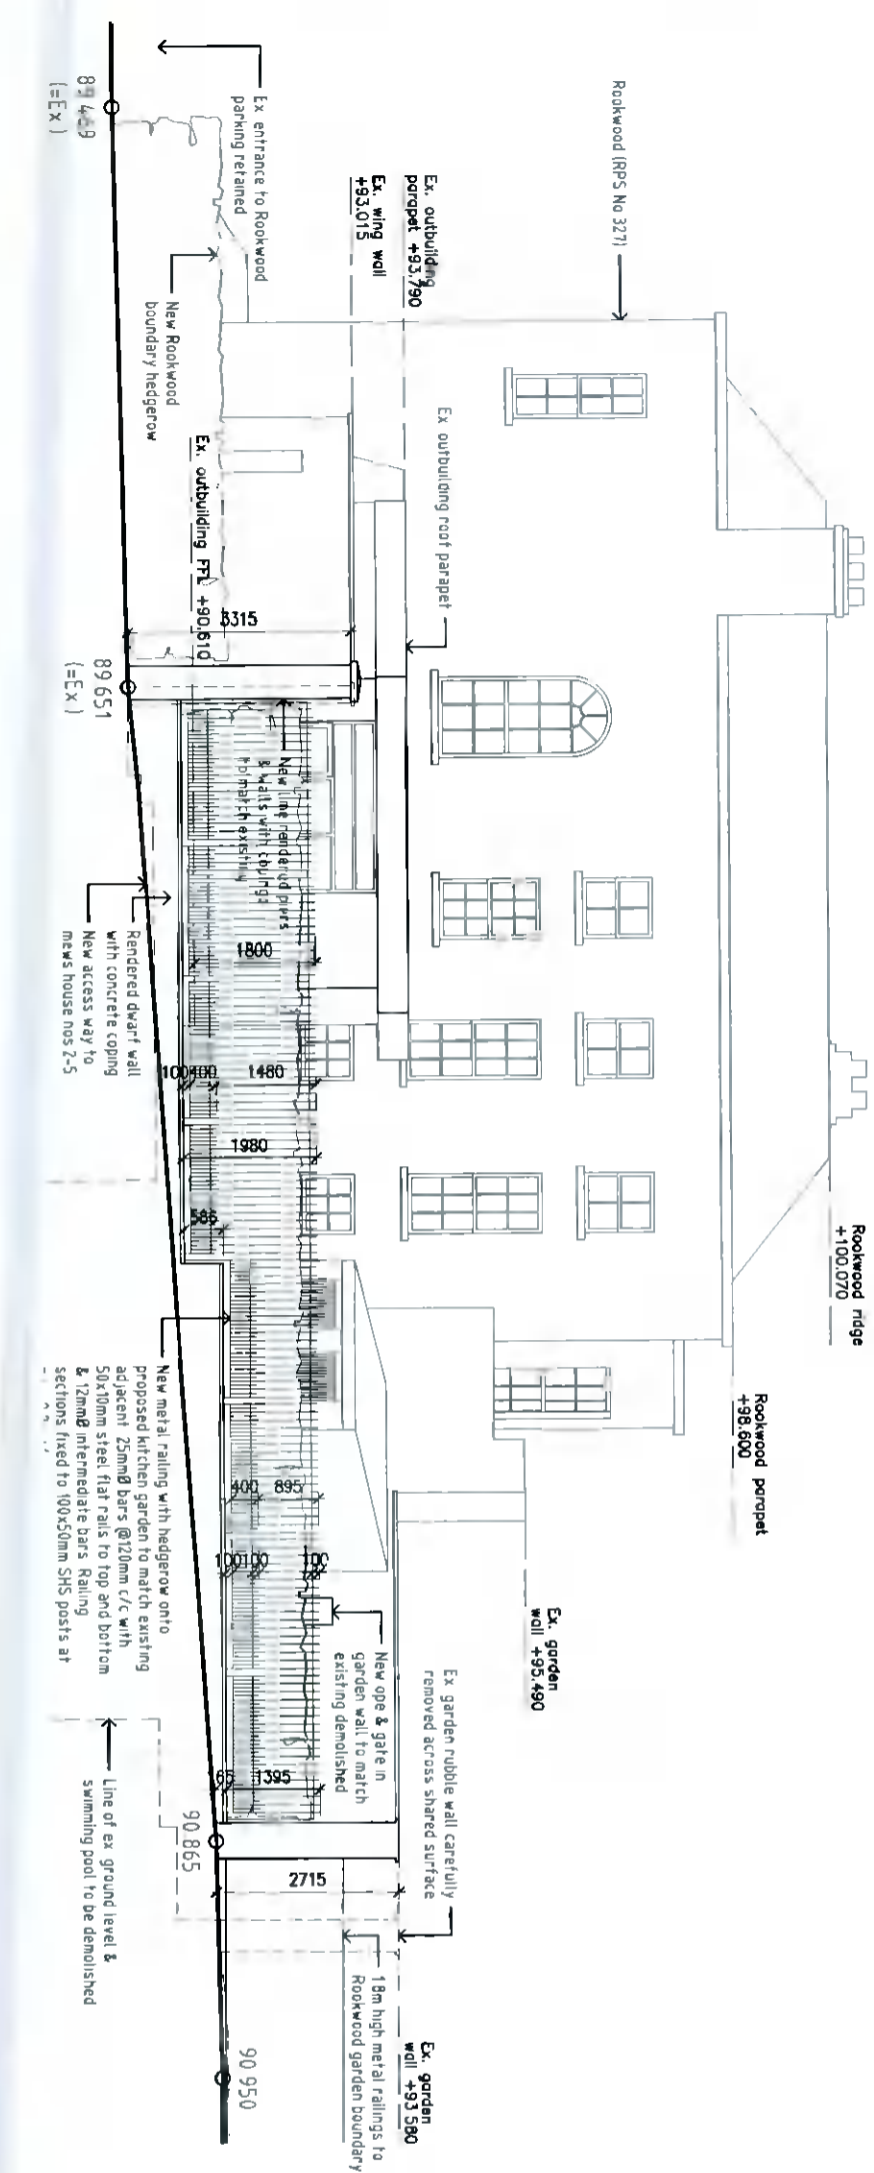 Rookwood (RPS No 327)
Ex entrance to Rookwood
parking retained
89.489
(=Ex )
Ex. outbuilding
parapet +93.790
Ex. wing wall
+93.015
New Rookwood
boundary hedgerow
Ex. outbuilding FFL +90.610
Ex outbuilding roof parapet
3315
89.651
(=Ex )
New lime rendered piers
& walls with copings
to match existing
Rendered dwarf wall
with concrete coping
New access way to
mews house nos 2-5
1800
100
400
1480
1980
586
Rookwood ridge
+100.070
Rookwood parapet
+98.600
New metal railing with hedgerow onto
proposed kitchen garden to match existing
adjacent 25mmØ bars @120mm c/c with
50x10mm steel flat rails to top and bottom
& 12mmØ intermediate bars Railing
sections fixed to 100x50mm SHS posts at
400
895
100
100
100
New ope & gate in
garden wall to match
existing demolished
Ex. garden
wall +95.490
Ex garden rubble wall carefully
removed across shared surface
65
1395
90.865
2715
Line of ex ground level &
swimming pool to be demolished
18m high metal railings to
Rookwood garden boundary
Ex. garden
wall +93 580
90 950